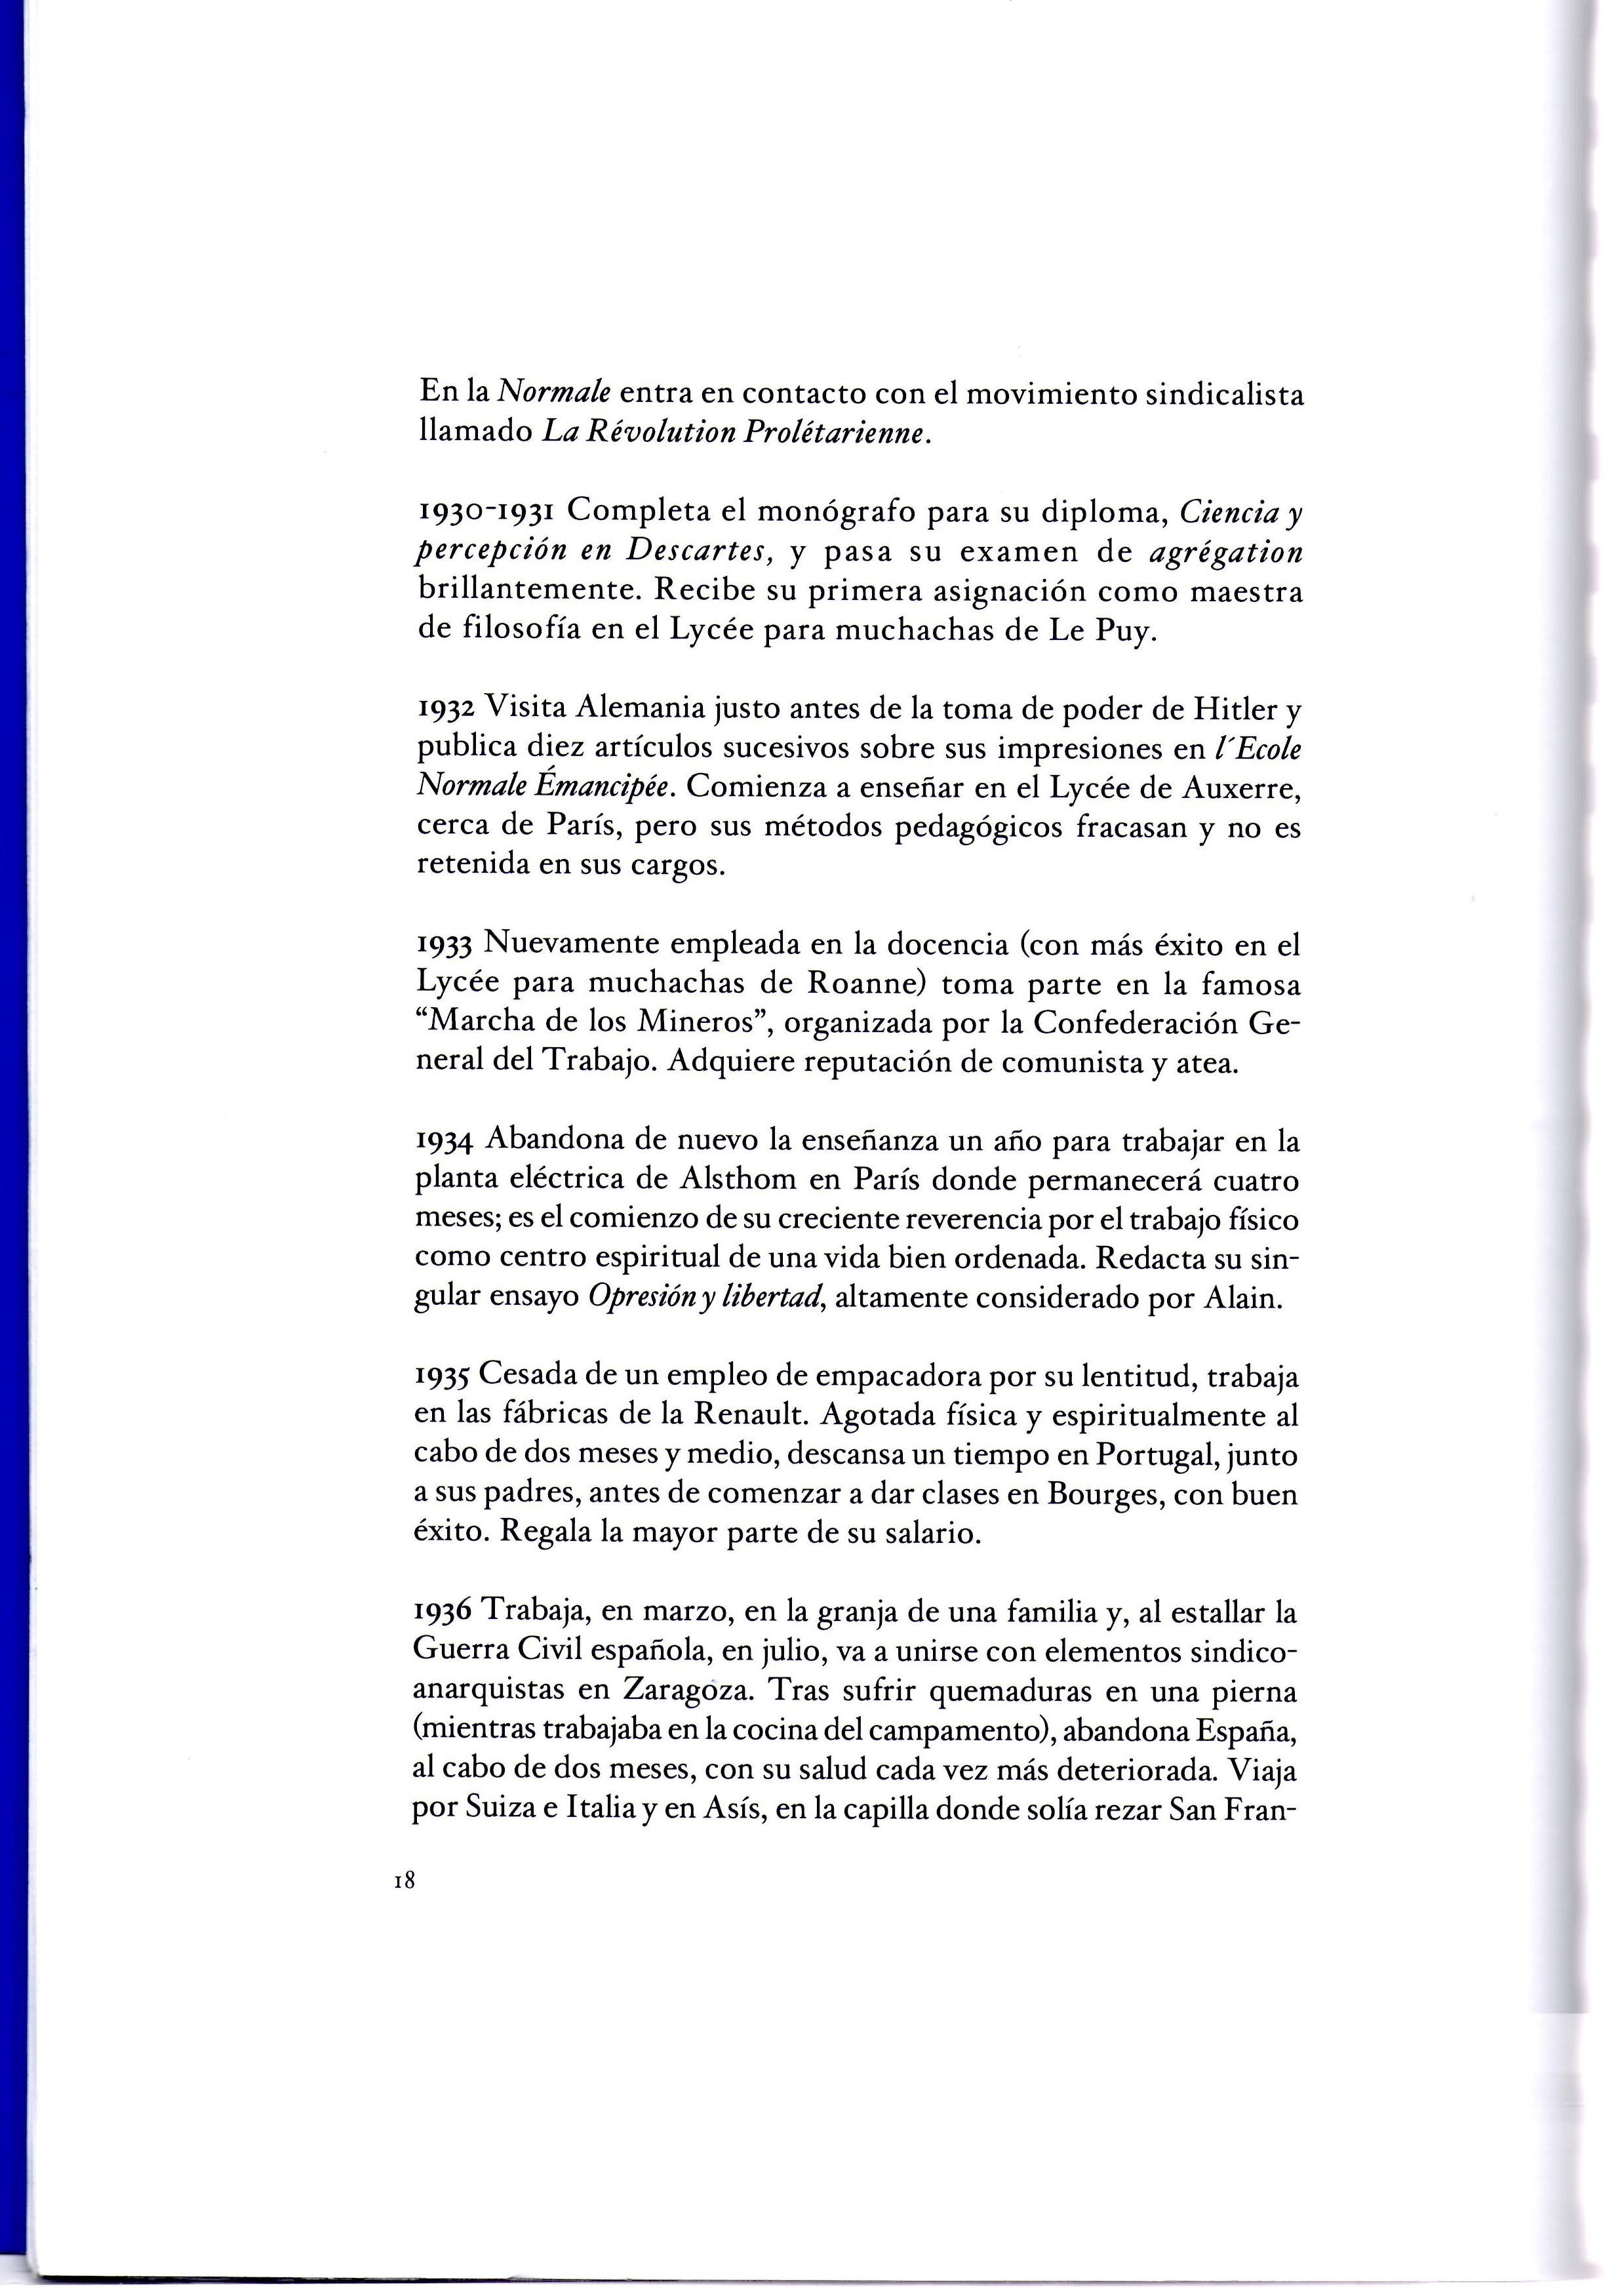 En la Normale entra en contacto con el movimiento sindicalista
llamado La Révolution Prolétarienne.
1930-1931 Completa el monógrafo para su diploma, Ciencia y
percepción en Descartes, y pasa su examen de agrégation
brillantemente. Recibe su primera asignación como maestra
de filosofía en el Lycée para muchachas de Le Puy.
1932 Visita Alemania justo antes de la toma de poder de Hitler y
publica diez artículos sucesivos sobre sus impresiones en l´Ecole
Normale Émancipée. Comienza a enseñar en el Lycée de Auxerre,
cerca de París, pero sus métodos pedagógicos fracasan y no es
retenida en sus cargos.
1933 Nuevamente empleada en la docencia (con más éxito en el
Lycée para muchachas de Roanne) toma parte en la famosa
“Marcha de los Mineros”, organizada por la Confederación Ge-
neral del Trabajo. Adquiere reputación de comunista y atea.
1934 Abandona de nuevo la enseñanza un año para trabajar en la
planta eléctrica de Alsthom en París donde permanecerá cuatro
meses; es el comienzo de su creciente reverencia por el trabajo físico
como centro espiritual de una vida bien ordenada. Redacta su sin-
gular ensayo Opresión y libertad, altamente considerado por Alain.
1935 Cesada de un empleo de empacadora por su lentitud, trabaja
en las fábricas de la Renault. Agotada física y espiritualmente al
cabo de dos meses y medio, descansa un tiempo en Portugal, junto
a sus padres, antes de comenzar a dar clases en Bourges, con buen
éxito. Regala la mayor parte de su salario.
1936 Trabaja, en marzo, en la granja de una familia y, al estallar la
Guerra Civil española, en julio, va a unirse con elementos sindico-
anarquistas en Zaragoza. Tras sufrir quemaduras en una pierna
(mientras trabajaba en la cocina del campamento), abandona España,
al cabo de dos meses, con su salud cada vez más deteriorada. Viaja
por Suiza e Italia y en Asís, en la capilla donde solía rezar San Fran-
18